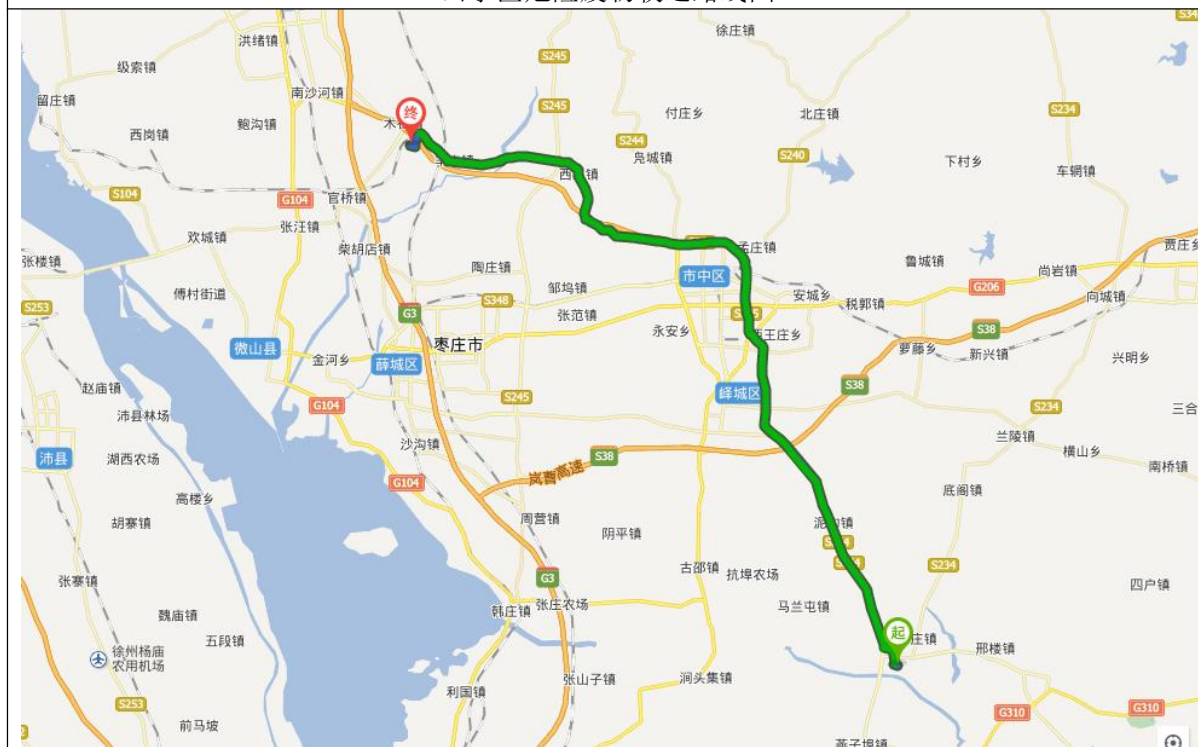 S34
徐庄镇
洪绪镇
S245
级索镇
南沙河镇
留庄镇
终
S245
付庄乡
北庄镇
S234
鲍沟镇
木
西岗镇
S244
凫城镇
S240
下村乡
车辋镇
西
镇
S104
官桥镇
G104
张汪镇
欢城镇
柴胡店镇
孟庄镇
贾庄乡
张楼镇
陶庄镇
市中区
鲁城镇
尚岩镇
傅村街道
邹坞镇
安城乡
G206
向城镇
S253
S348
税郭镇
G3
张范镇
永安乡
王庄乡
S38
微山县
枣庄市
金河乡
薛城区
萝藤乡
新兴镇
兴明乡
赵庙镇
S245
峄城区
S38
沛县林场
G104
S234
三合
沙沟镇
兰陵镇
沛县
湖西农场
S38
横山乡
南桥镇
岚曹高速
高楼乡
G104
底阁镇
胡寨镇
周营镇
阴平镇
泥
镇
张寨镇
G3
古邵镇
抗埠农场
S234
四户镇
魏庙镇
韩庄镇
张庄农场
马兰屯镇
五段镇
起
庄镇
邢楼镇
徐州杨庙
农用机场
张山子镇
涧头集镇
利国镇
S253
G310
G310
前马坡
燕子埠镇